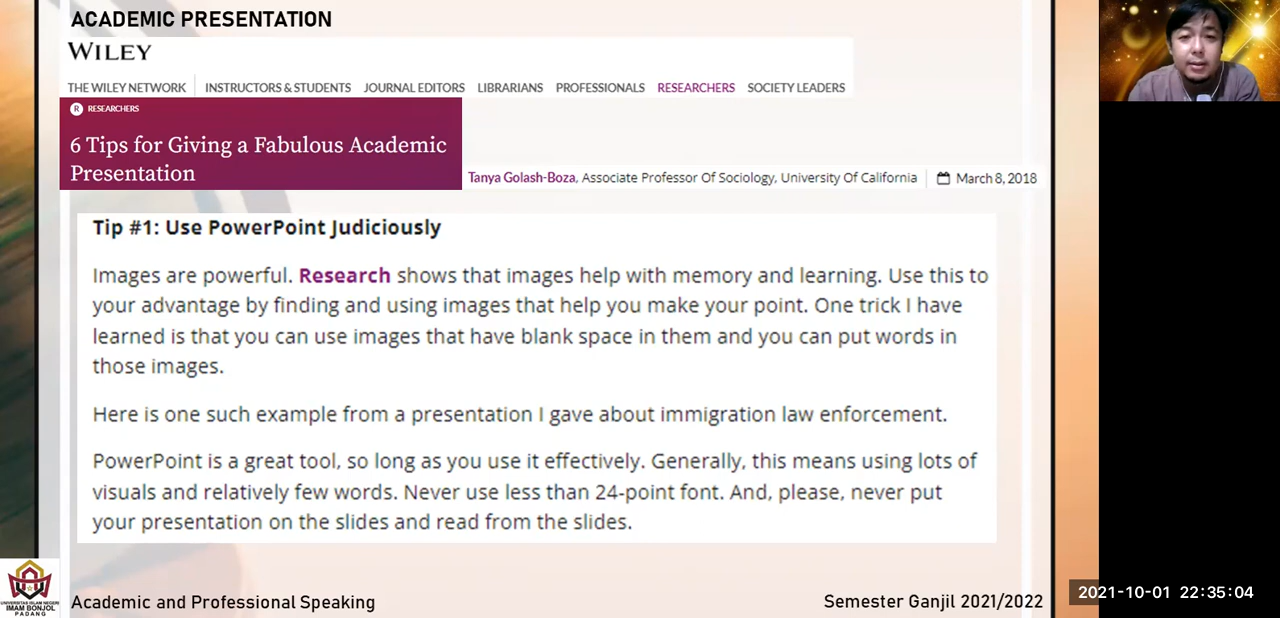 ACADEMIC PRESENTATION
WILEY
THE WILEY NETWORK INSTRUCTORS & STUDENTS JOURNAL EDITORS LIBRARIANS PROFESSIONALS RESEARCHERS SOCIETY LEADERS
R RESEARCHERS
6 Tips for Giving a Fabulous Academic
Presentation
Tanya Golash-Boza, Associate Professor Of Sociology, University Of California March 8, 2018
Tip #1: Use PowerPoint Judiciously
Images are powerful. Research shows that images help with memory and learning. Use this to
your advantage by finding and using images that help you make your point. One trick I have
learned is that you can use images that have blank space in them and you can put words in
those images.
Here is one such example from a presentation I gave about immigration law enforcement.
PowerPoint is a great tool, so long as you use it effectively. Generally, this means using lots of
visuals and relatively few words. Never use less than 24-point font. And, please, never put
your presentation on the slides and read from the slides.
UNIVERSITAS ISLAM NEGERI
IMAM BONJOL
PADANG
Academic and Professional Speaking
Semester Ganjil 2021/2022
2021-10-01 22:35:04